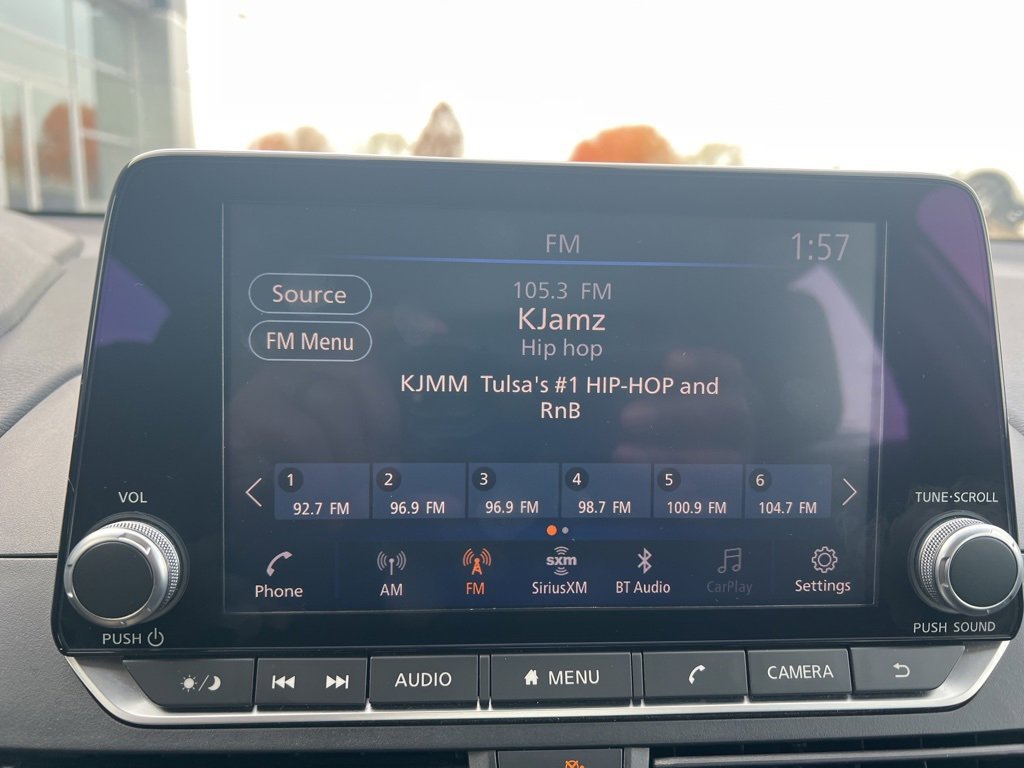 FM
1:57
Source
105.3 FM
KJamz
FM Menu
Hip hop
KJMM Tulsa's #1 HIP-HOP and
RnB
1 2 3 4 5 6
92.7 FM 96.9 FM 96.9 FM 98.7 FM 100.9 FM 104.7 FM
VOL
TUNE·SCROLL
sxm
Phone AM FM SiriusXM BT Audio CarPlay Settings
PUSH
PUSH SOUND
AUDIO MENU CAMERA